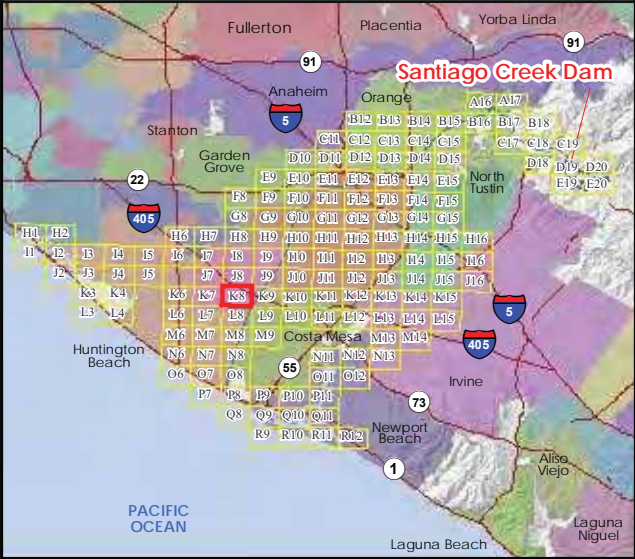 Fullerton
Placentia
Yorba Linda
91
91
Santiago Creek Dam
Anaheim
Orange
A16 A17
5
B12 B13 B14 B15 B16 B17 B18
Stanton
C11 C12 C13 C14 C15 C17 C18 C19
Garden
Grove
D10 D11 D12 D13 D14 D15 D18 D19 D20
22
E9 E10 E11 E12 E13 E14 E15 E19 E20
North
Tustin
F8 F9 F10 F11 F12 F13 F14 F15
405
G8 G9 G10 G11 G12 G13 G14 G15
H1 H2 H6 H7 H8 H9 H10 H11 H12 H13 H14 H15 H16
I1 I2 I3 I4 I5 I6 I7 I8 I9 I10 I11 I12 I13 I14 I15 I16
J2 J3 J4 J5 J7 J8 J9 J10 J11 J12 J13 J14 J15 J16
K3 K4 K6 K7 K8 K9 K10 K11 K12 K13 K14 K15
5
L3 L4 L6 L7 L8 L9 L10 L11 L12 L13 L14 L15
M6 M7 M8 M9 Costa Mesa M13 M14
405
Huntington
Beach
N6 N7 N8 N11 N12 N13
55
O6 O7 O8 O11 O12
Irvine
P7 P8 P9 P10 P11
73
Q8 Q9 Q10 Q11
Newport
Beach
R9 R10 R11 R12
1
Aliso
Viejo
PACIFIC
OCEAN
Laguna
Niguel
Laguna Beach